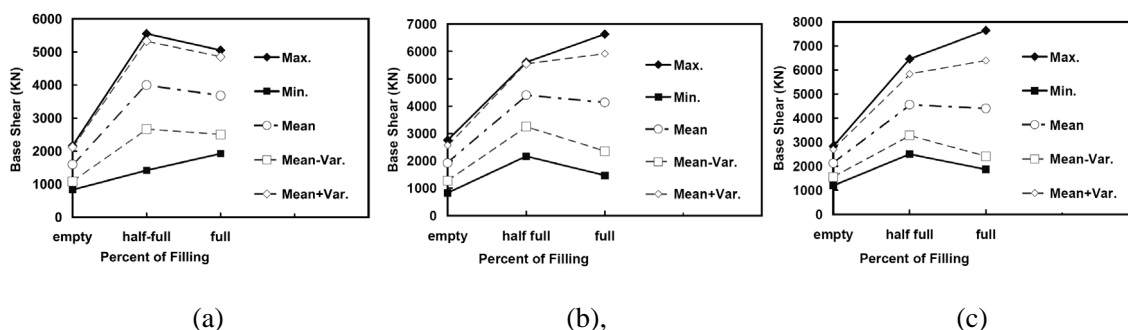 6000
5000
4000
3000
2000
1000
0
Base Shear (KN)
empty half-full full
Percent of Filling
Max.
Min.
Mean
Mean-Var.
Mean+Var.
(a)
7000
6000
5000
4000
3000
2000
1000
0
Base Shear (KN)
empty half full full
Percent of Filling
Max.
Min.
Mean
Mean-Var.
Mean+Var.
(b),
8000
7000
6000
5000
4000
3000
2000
1000
0
Base Shear (KN)
empty half full full
Percent of Filling
Max.
Min.
Mean
Mean-Var.
Mean+Var.
(c)